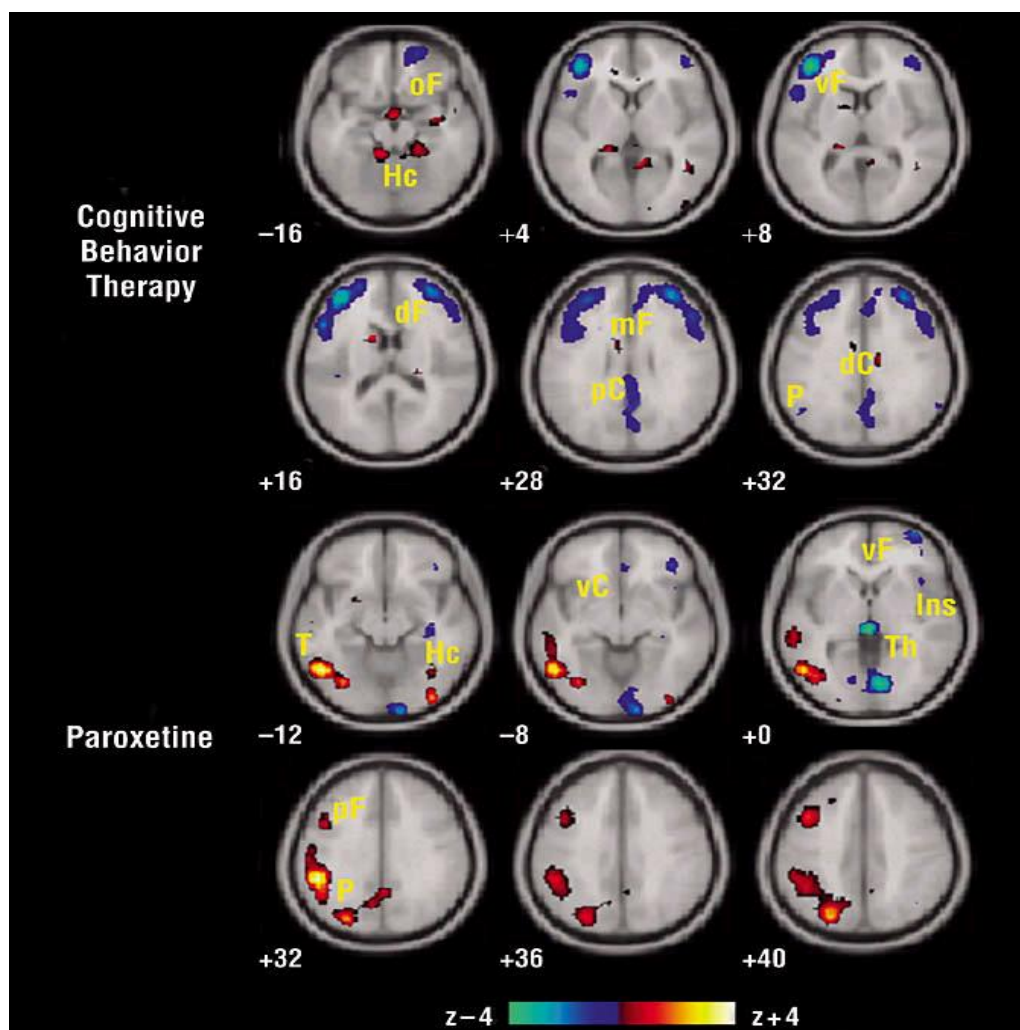 oF
Hc
-16
+4
vF
+8
Cognitive
Behavior
Therapy
dF
+16
mF
pC
+28
dC
P
+32
T
Hc
−12
vC
−8
vF
Ins
Th
+0
Paroxetine
pF
P
+32
+36
+40
z−4
z+4